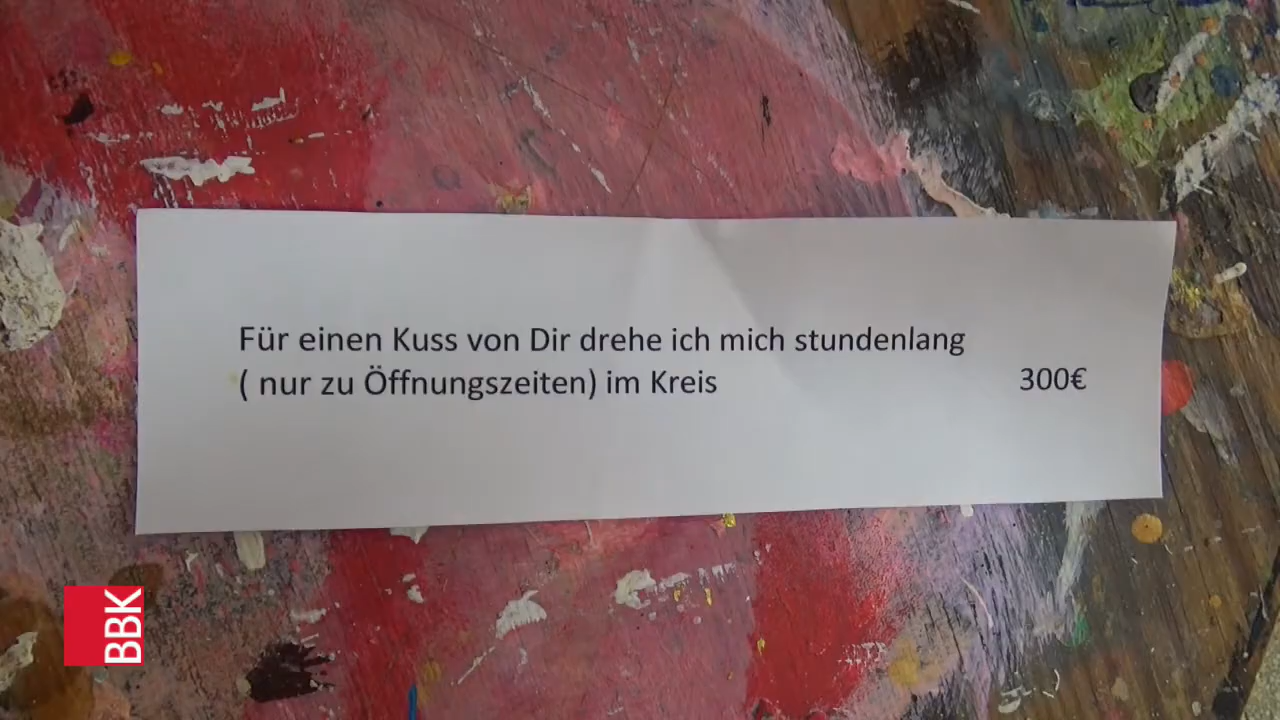 Für einen Kuss von Dir drehe ich mich stundenlang
( nur zu Öffnungszeiten) im Kreis 300€
BBK